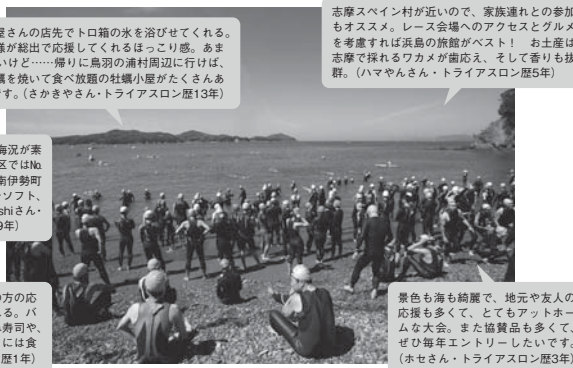 屋さんの店先でトロ箱の氷を浴びせてくれる。
様が総出で応援してくれるほっこり感。あま
いけど……帰りに鳥羽の浦村周辺に行けば、
蠣を焼いて食べ放題の牡蠣小屋がたくさんあ
す。（さかきやさん・トライアスロン歴13年）
志摩スペイン村が近いので、家族連れとの参加
もオススメ。レース会場へのアクセスとグルメ
を考慮すれば浜島の旅館がベスト！　お土産は
志摩で採れるワカメが歯応え、そして香りも抜
群。（ハマやんさん・トライアスロン歴5年）
海況が素
区ではNo.
南伊勢町
ソフト、
shiさん・
9年）
の方の応
る。バ
寿司や、
には食
歴1年）
景色も海も綺麗で、地元や友人の
応援も多くて、とてもアットホー
ムな大会。また協賛品も多くて、
ぜひ毎年エントリーしたいです。
（ホセさん・トライアスロン歴3年）